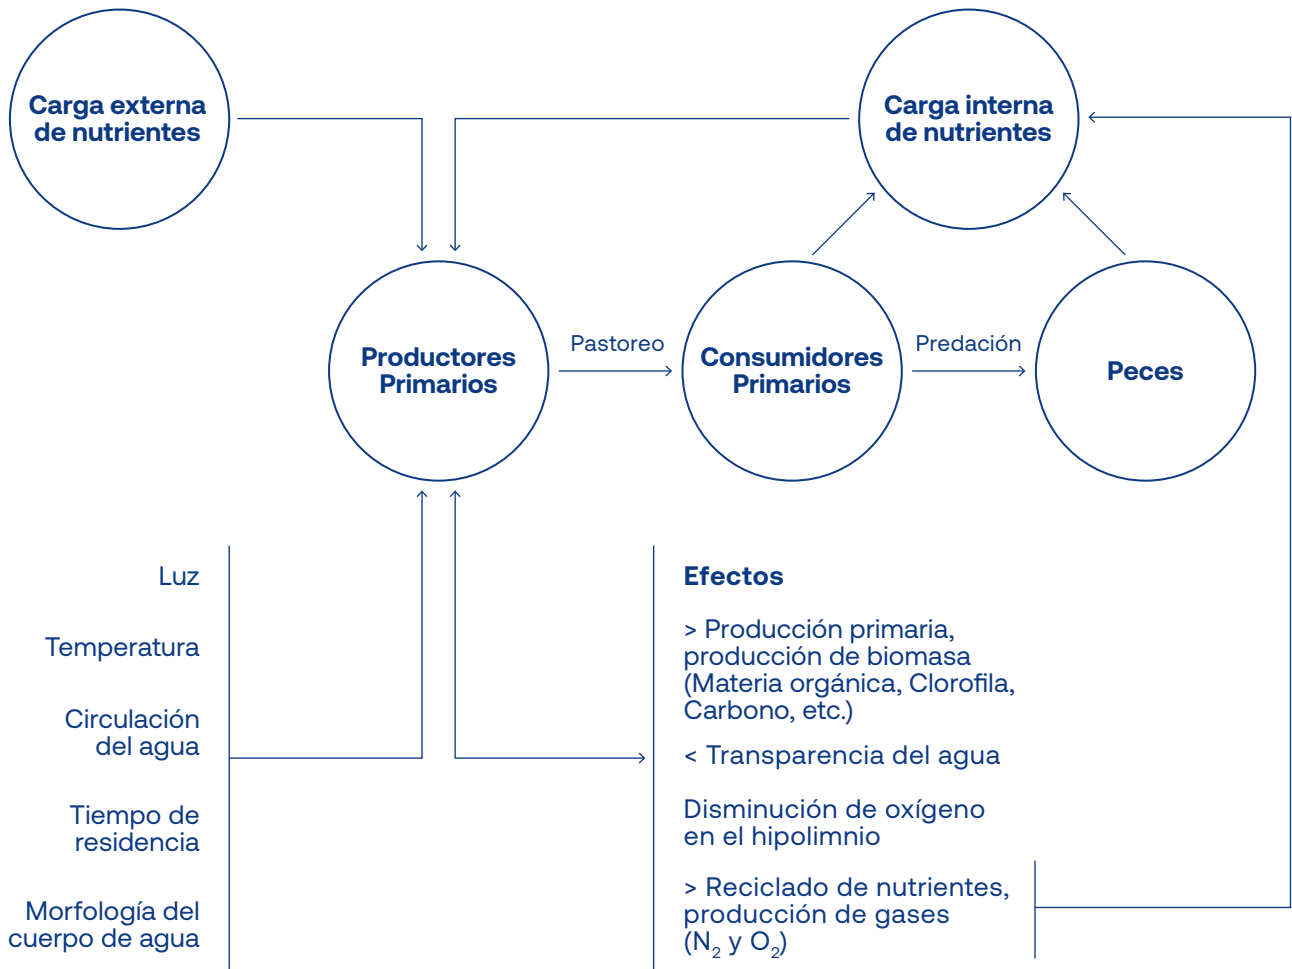 Carga externa
de nutrientes
Carga interna
de nutrientes
Productores
Primarios
Pastoreo
Consumidores
Primarios
Predación
Peces
Luz
Temperatura
Circulación
del agua
Tiempo de
residencia
Morfología del
cuerpo de agua
Efectos
> Producción primaria,
producción de biomasa
(Materia orgánica, Clorofila,
Carbono, etc.)
< Transparencia del agua
Disminución de oxígeno
en el hipolimnio
> Reciclado de nutrientes,
producción de gases
(N₂ y O₂)